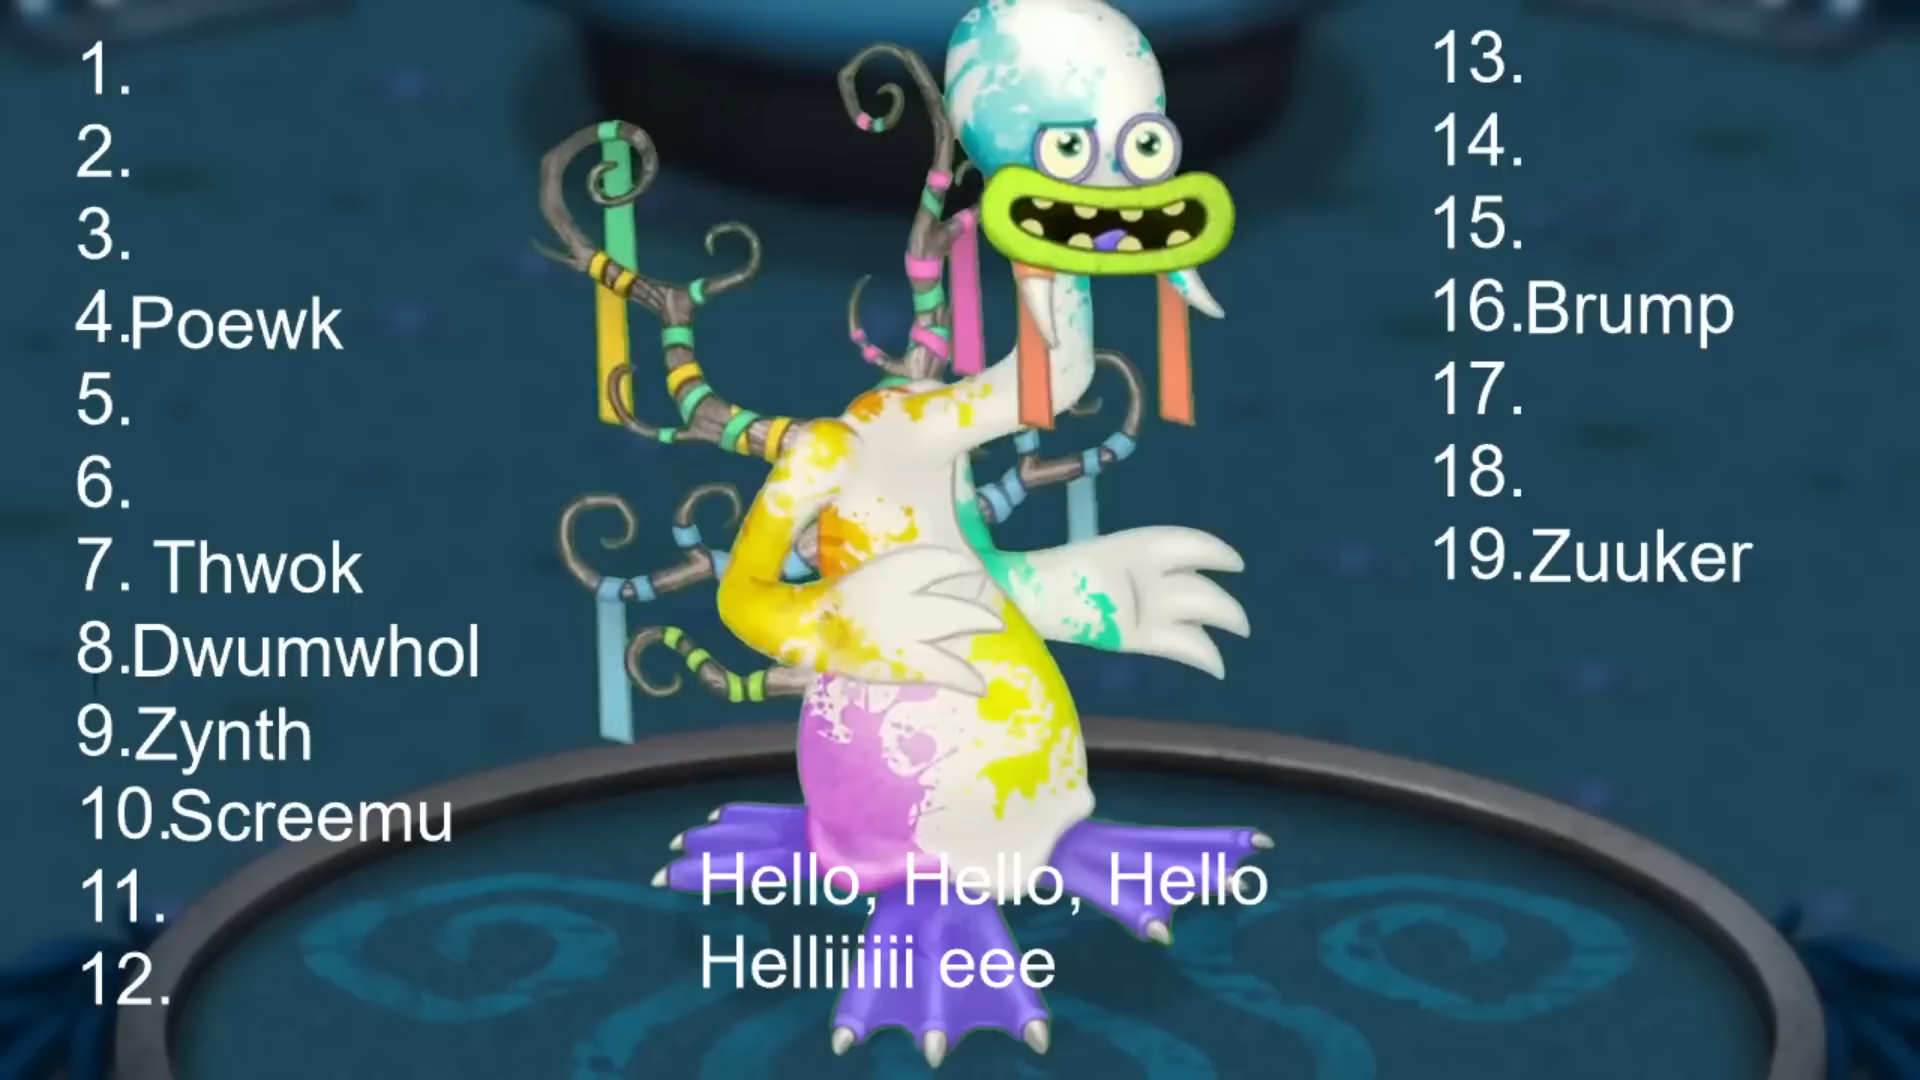 1.
2.
3.
4.Poewk
5.
6.
7. Thwok
8.Dwumwhol
9.Zynth
10.Screemu
11.
12.
13.
14.
15.
16.Brump
17.
18.
19.Zuuker
Hello, Hello, Hello
Helliiiiiii eee